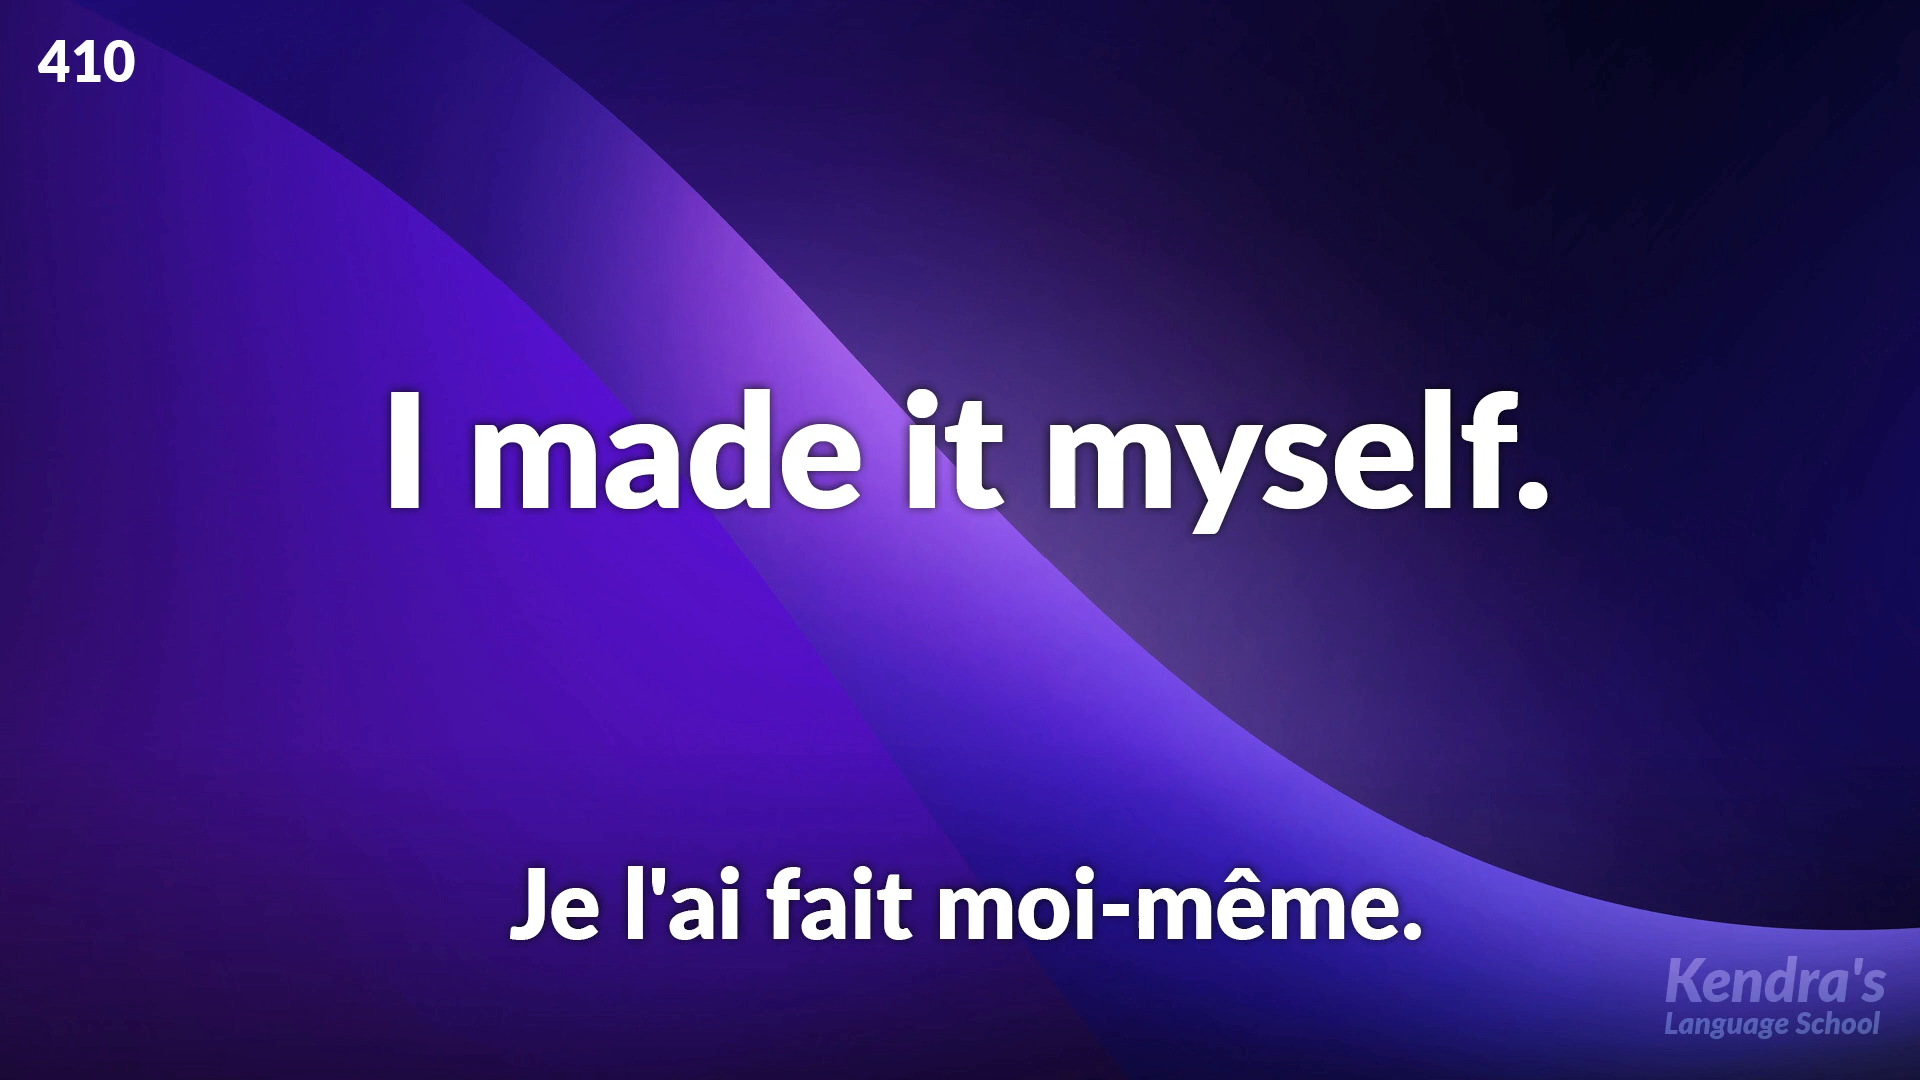 410
I made it myself.
Je l'ai fait moi-même.
Kendra's
Language School